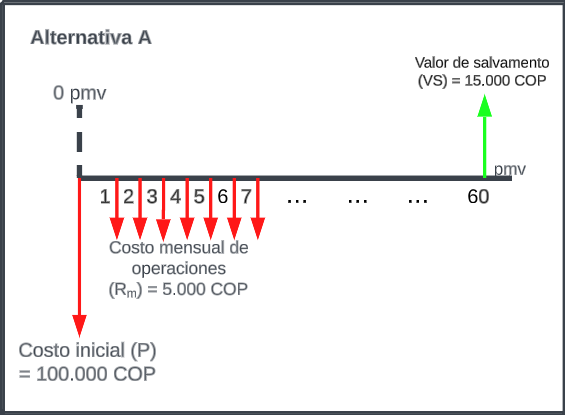 Alternativa A
Valor de salvamento
(VS) = 15.000 COP
0 pmv
pmv
1 2 3 4 5 6 7 ... ... ... 60
Costo mensual de
operaciones
(Rm) = 5.000 COP
Costo inicial (P)
= 100.000 COP